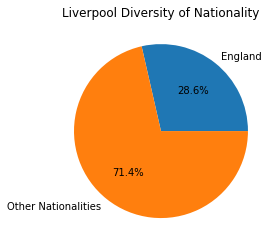 Liverpool Diversity of Nationality
England
28.6%
71.4%
Other Nationalities